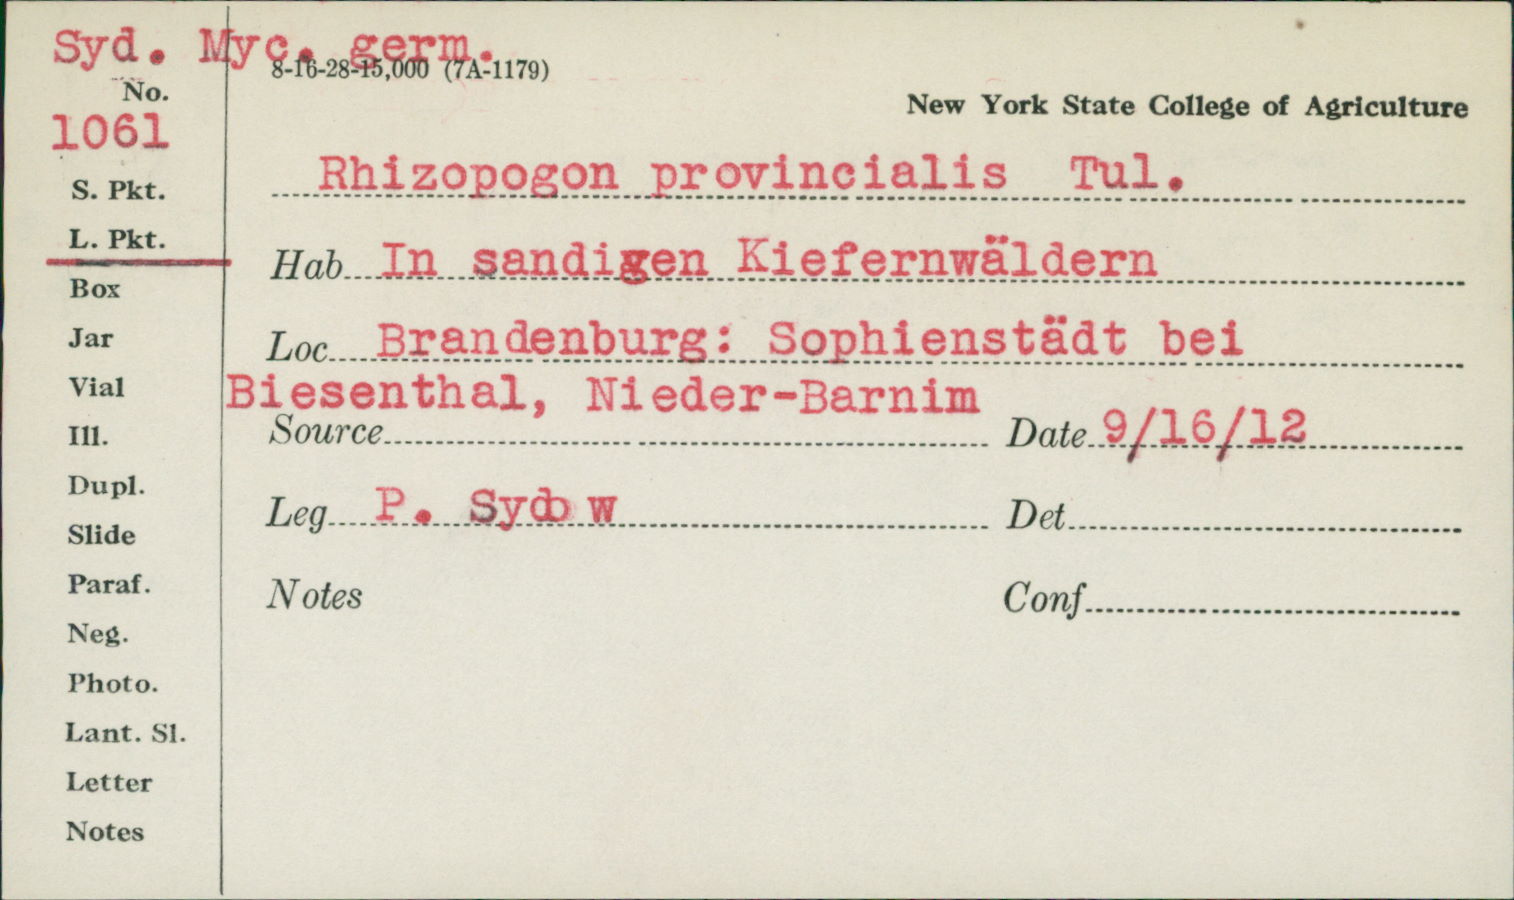 Syd. Myc. germ.
8-16-28-15,000 (7A-1179)
No.
1061
New York State College of Agriculture
Rhizopogon provincialis Tul.
S. Pkt.
L. Pkt.
Hab In sandigen Kiefernwäldern
Box
Jar
Loc Brandenburg: Sophienstädt bei
Vial
Biesenthal, Nieder-Barnim
Ill.
Source Date 9/16/12
Dupl.
Leg P. Sydow Det
Slide
Paraf.
Notes Conf
Neg.
Photo.
Lant. Sl.
Letter
Notes